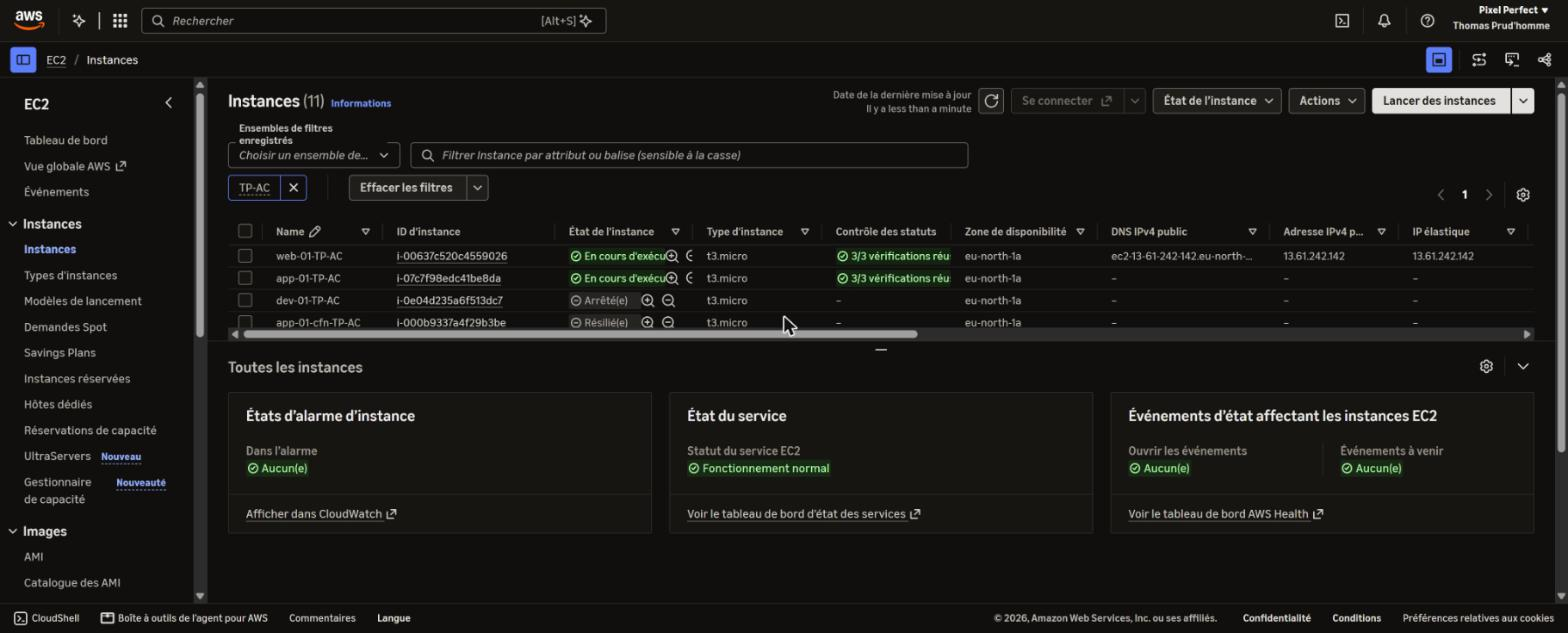 aws
Rechercher [Alt+S]
Pixel Perfect
Thomas Prud'homme
EC2 / Instances
EC2
Tableau de bord
Vue globale AWS
Événements
Instances
Instances
Types d'instances
Modèles de lancement
Demandes Spot
Savings Plans
Instances réservées
Hôtes dédiés
Réservations de capacité
UltraServers Nouveau
Gestionnaire de capacité Nouveauté
Images
AMI
Catalogue des AMI
Instances (11) Informations
Date de la dernière mise à jour
Il y a less than a minute
Se connecter
État de l'instance
Actions
Lancer des instances
Ensembles de filtres
enregistrés
Choisir un ensemble de...
Filtrer Instance par attribut ou balise (sensible à la casse)
TP-AC
Effacer les filtres
1
Name ID d'instance État de l'instance Type d'instance Contrôle des statuts Zone de disponibilité DNS IPv4 public Adresse IPv4 p... IP élastique
web-01-TP-AC i-00637c520c4559026 En cours d'exécu t3.micro 3/3 vérifications réus eu-north-1a ec2-13-61-242-142.eu-north-... 13.61.242.142 13.61.242.142
app-01-TP-AC i-07c7f98edc41be8da En cours d'exécu t3.micro 3/3 vérifications réus eu-north-1a – – –
dev-01-TP-AC i-0e04d235a6f513dc7 Arrêté(e) t3.micro – eu-north-1a – – –
app-01-cfn-TP-AC i-000b9337a4f29b3be Résilié(e) t3.micro – eu-north-1a – – –
Toutes les instances
États d'alarme d'instance
Dans l'alarme
Aucun(e)
Afficher dans CloudWatch
État du service
Statut du service EC2
Fonctionnement normal
Voir le tableau de bord d'état des services
Événements d'état affectant les instances EC2
Ouvrir les événements
Aucun(e)
Événements à venir
Aucun(e)
Voir le tableau de bord AWS Health
CloudShell Boîte à outils de l'agent pour AWS Commentaires Langue © 2026, Amazon Web Services, Inc. ou ses affiliés. Confidentialité Conditions Préférences relatives aux cookies